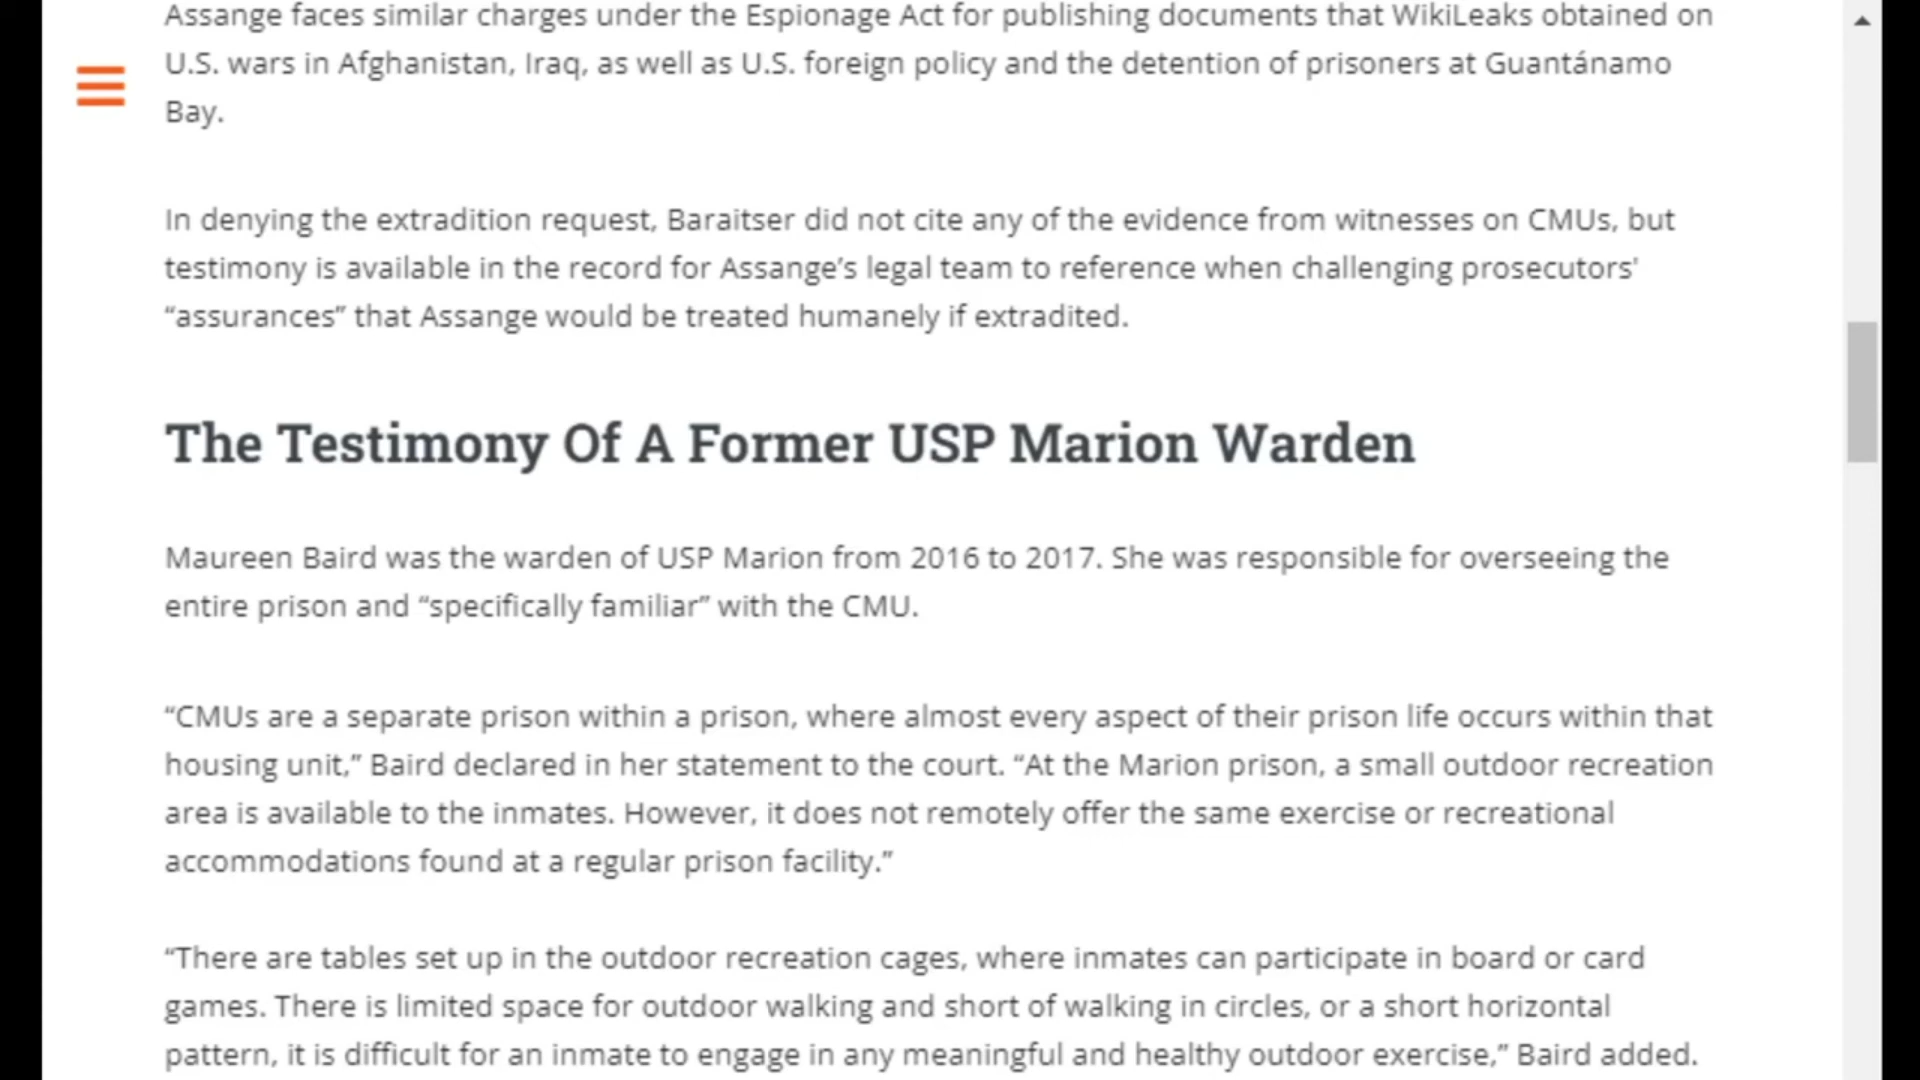 Assange faces similar charges under the Espionage Act for publishing documents that WikiLeaks obtained on
U.S. wars in Afghanistan, Iraq, as well as U.S. foreign policy and the detention of prisoners at Guantánamo
Bay.
In denying the extradition request, Baraitser did not cite any of the evidence from witnesses on CMUs, but
testimony is available in the record for Assange’s legal team to reference when challenging prosecutors'
“assurances” that Assange would be treated humanely if extradited.
The Testimony Of A Former USP Marion Warden
Maureen Baird was the warden of USP Marion from 2016 to 2017. She was responsible for overseeing the
entire prison and “specifically familiar” with the CMU.
“CMUs are a separate prison within a prison, where almost every aspect of their prison life occurs within that
housing unit,” Baird declared in her statement to the court. “At the Marion prison, a small outdoor recreation
area is available to the inmates. However, it does not remotely offer the same exercise or recreational
accommodations found at a regular prison facility.”
“There are tables set up in the outdoor recreation cages, where inmates can participate in board or card
games. There is limited space for outdoor walking and short of walking in circles, or a short horizontal
pattern, it is difficult for an inmate to engage in any meaningful and healthy outdoor exercise,” Baird added.